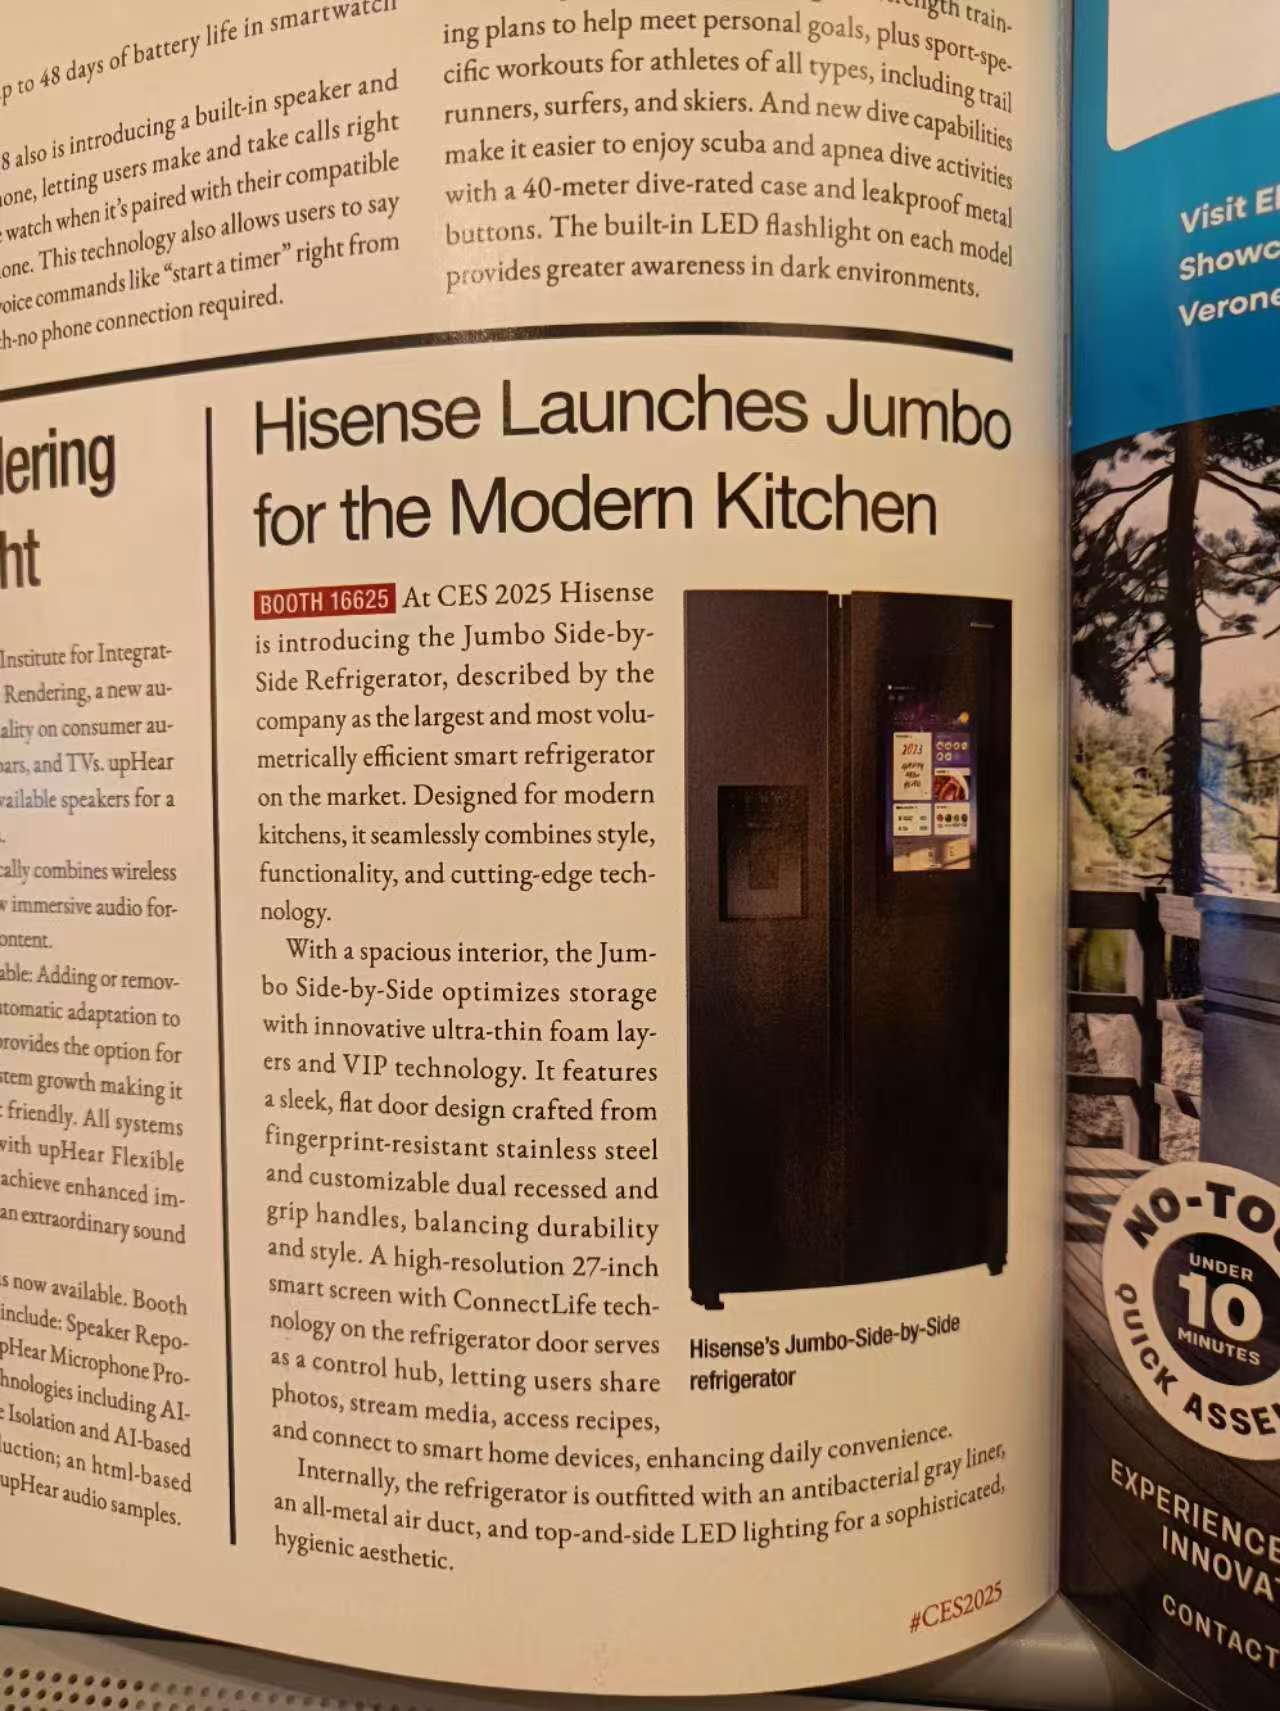 p to 48 days of battery life in smartwatch
8 also is introducing a built-in speaker and
one, letting users make and take calls right
watch when it's paired with their compatible
one. This technology also allows users to say
voice commands like “start a timer” right from
h-no phone connection required.
ngth train-
ing plans to help meet personal goals, plus sport-spe-
cific workouts for athletes of all types, including trail
runners, surfers, and skiers. And new dive capabilities
make it easier to enjoy scuba and apnea dive activities
with a 40-meter dive-rated case and leakproof metal
buttons. The built-in LED flashlight on each model
provides greater awareness in dark environments.
lering
ht
Institute for Integrat-
Rendering, a new au-
ality on consumer au-
bars, and TVs. upHear
vailable speakers for a
cally combines wireless
w immersive audio for-
ontent.
able: Adding or remov-
utomatic adaptation to
provides the option for
stem growth making it
friendly. All systems
with upHear Flexible
achieve enhanced im-
an extraordinary sound
s now available. Booth
include: Speaker Repo-
pHear Microphone Pro-
hnologies including AI-
e Isolation and AI-based
uction; an html-based
upHear audio samples.
Hisense Launches Jumbo
for the Modern Kitchen
BOOTH 16625 At CES 2025 Hisense
is introducing the Jumbo Side-by-
Side Refrigerator, described by the
company as the largest and most volu-
metrically efficient smart refrigerator
on the market. Designed for modern
kitchens, it seamlessly combines style,
functionality, and cutting-edge tech-
nology.
With a spacious interior, the Jum-
bo Side-by-Side optimizes storage
with innovative ultra-thin foam lay-
ers and VIP technology. It features
a sleek, flat door design crafted from
fingerprint-resistant stainless steel
and customizable dual recessed and
grip handles, balancing durability
and style. A high-resolution 27-inch
smart screen with ConnectLife tech-
nology on the refrigerator door serves
as a control hub, letting users share
photos, stream media, access recipes,
and connect to smart home devices, enhancing daily convenience.
Internally, the refrigerator is outfitted with an antibacterial gray liner,
an all-metal air duct, and top-and-side LED lighting for a sophisticated,
hygienic aesthetic.
2023
Hisense's Jumbo-Side-by-Side
refrigerator
#CES2025
Visit El
Showc
Verone
NO-TOO
UNDER
10
MINUTES
QUICK ASSE
EXPERIENCE
INNOVA
CONTACT